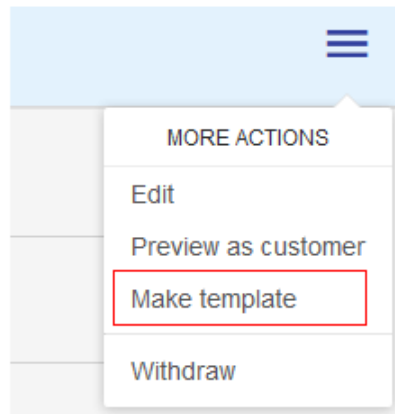 MORE ACTIONS
Edit
Preview as customer
Make template
Withdraw